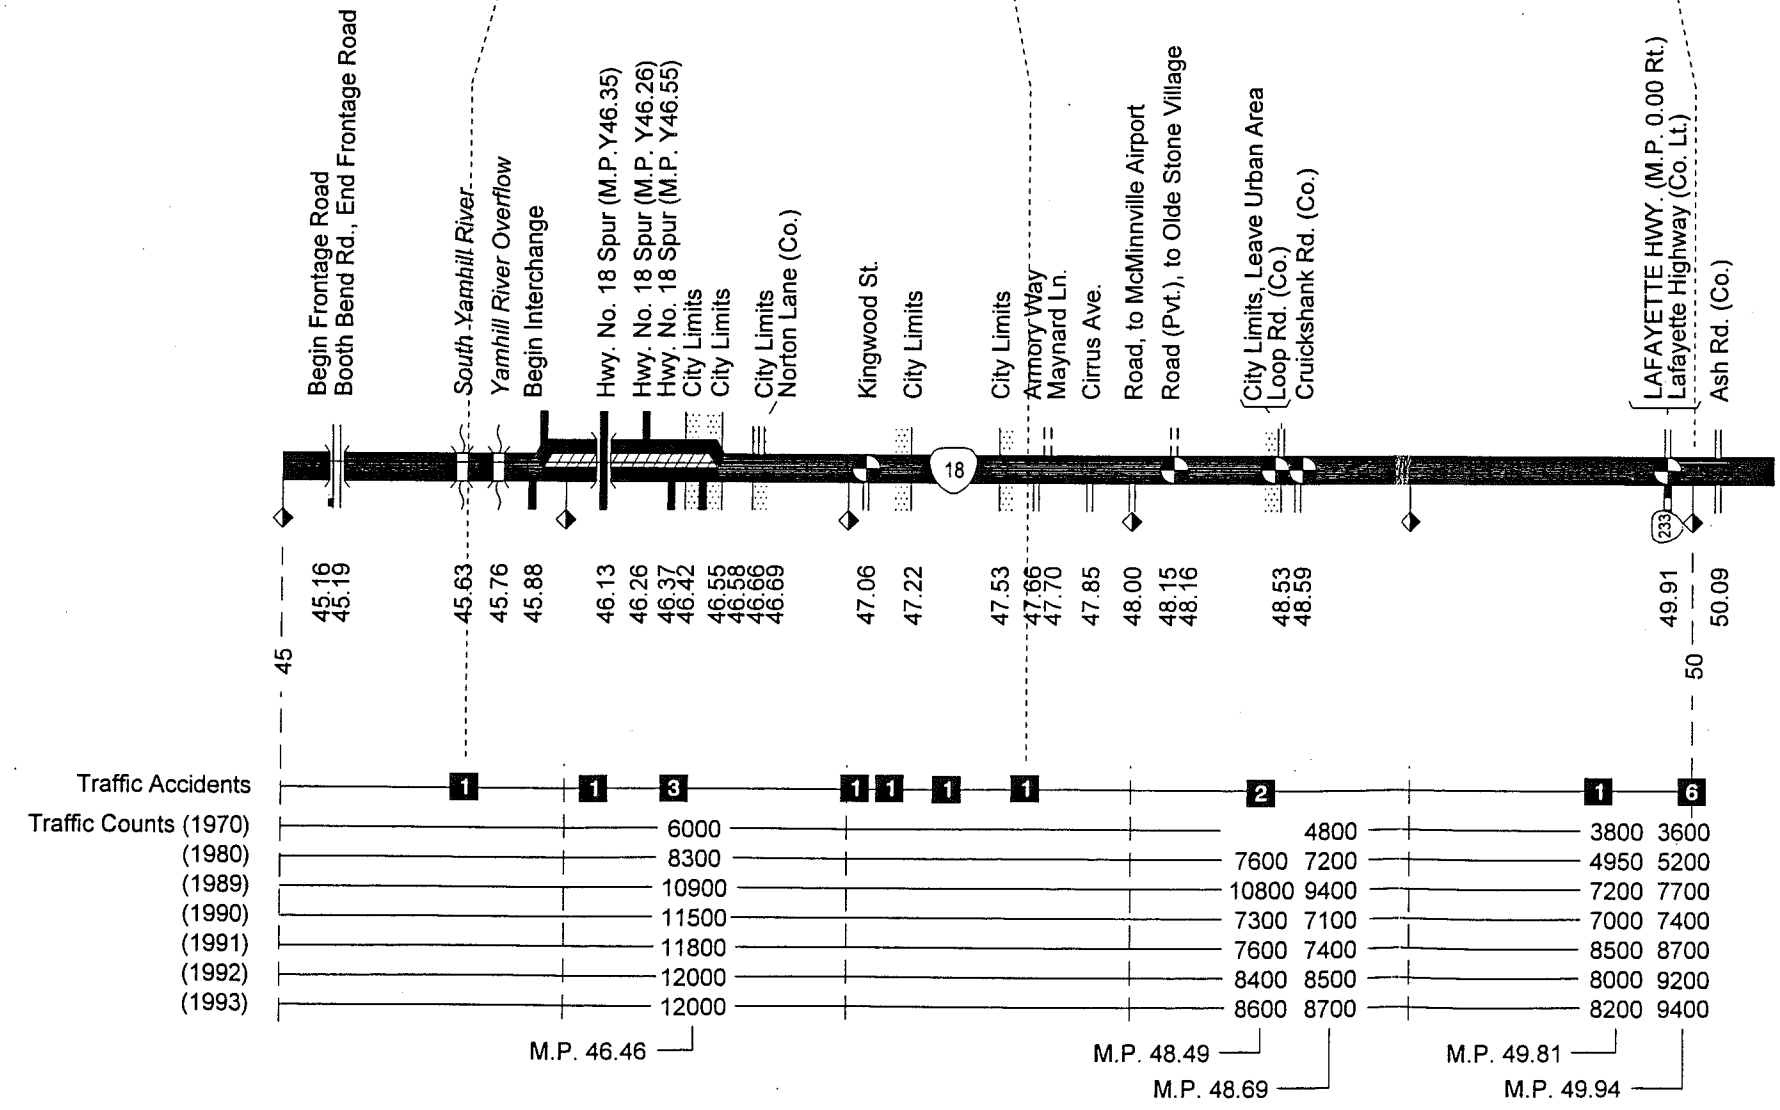 Begin Frontage Road
Booth Bend Rd., End Frontage Road
South Yamhill River
Yamhill River Overflow
Begin Interchange
Hwy. No. 18 Spur (M.P. Y46.35)
Hwy. No. 18 Spur (M.P. Y46.26)
Hwy. No. 18 Spur (M.P. Y46.55)
City Limits
City Limits
City Limits
Norton Lane (Co.)
Kingwood St.
City Limits
City Limits
Armory Way
Maynard Ln.
Cirrus Ave.
Road, to McMinnville Airport
Road (Pvt.), to Olde Stone Village
City Limits, Leave Urban Area
Loop Rd. (Co.)
Cruickshank Rd. (Co.)
LAFAYETTE HWY. (M.P. 0.00 Rt.)
Lafayette Highway (Co. Lt.)
Ash Rd. (Co.)
18
233
45.16
45.19
45.63
45.76
45.88
46.13
46.26
46.37
46.42
46.55
46.58
46.66
46.69
47.06
47.22
47.53
47.66
47.70
47.85
48.00
48.15
48.16
48.53
48.59
49.91
50.09
45
50
Traffic Accidents 1 1 3 1 1 1 1 2 1 6
Traffic Counts (1970) 6000 4800 3800 3600
(1980) 8300 7600 7200 4950 5200
(1989) 10900 10800 9400 7200 7700
(1990) 11500 7300 7100 7000 7400
(1991) 11800 7600 7400 8500 8700
(1992) 12000 8400 8500 8000 9200
(1993) 12000 8600 8700 8200 9400
M.P. 46.46 M.P. 48.49 M.P. 49.81
M.P. 48.69 M.P. 49.94